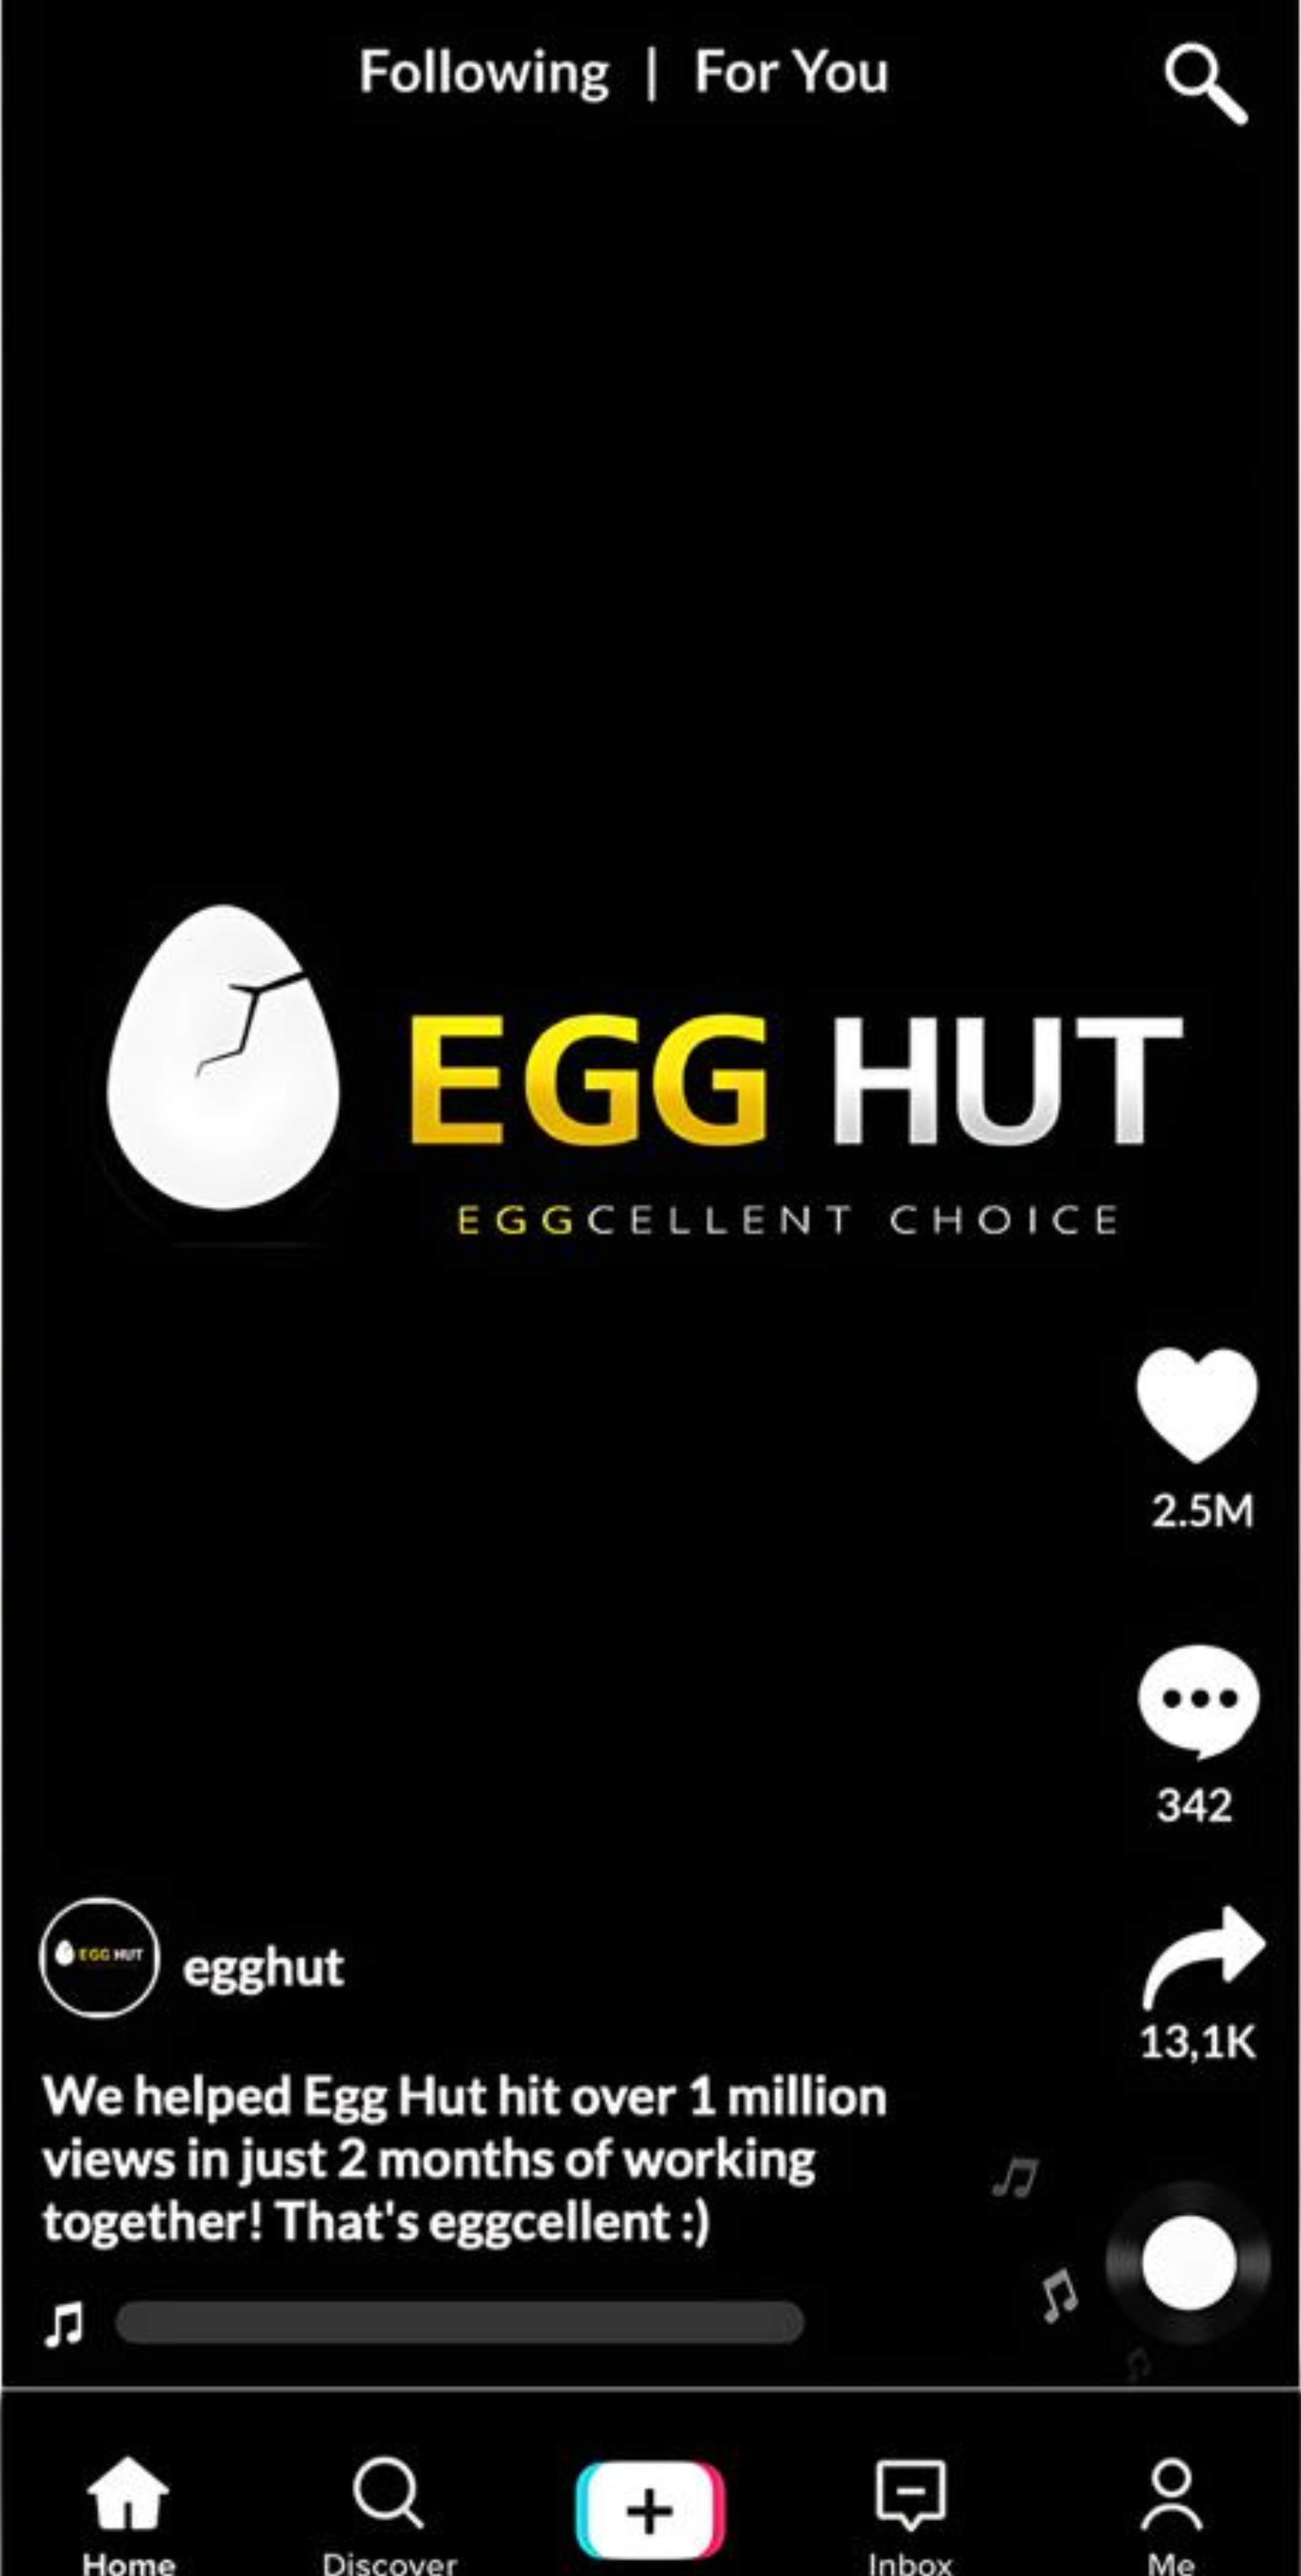 Following | For You
EGG HUT
EGGCELLENT CHOICE
2.5M
342
EGG HUT
egghut
13,1K
We helped Egg Hut hit over 1 million
views in just 2 months of working
together! That's eggcellent :)
Home Discover Inbox Me